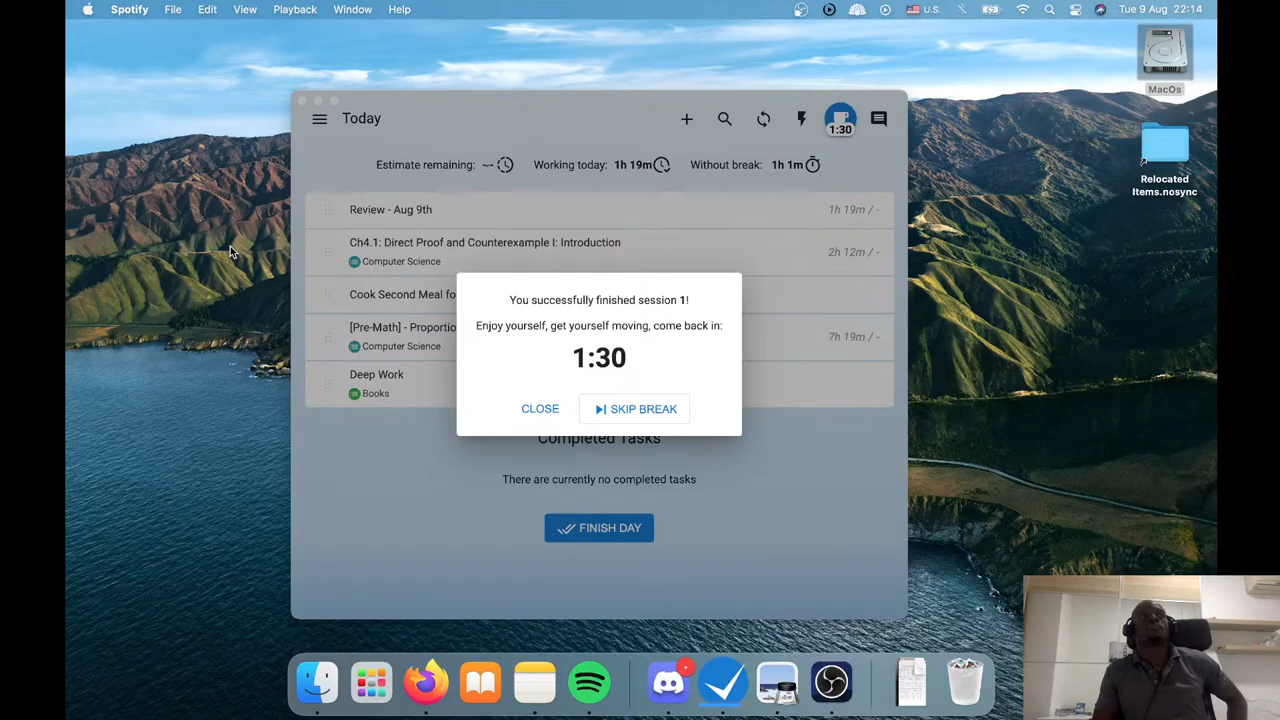 Spotify File Edit View Playback Window Help U.S. Tue 9 Aug 22:14
MacOs
Relocated
Items.nosync
Today
1:30
Estimate remaining: ~- Working today: 1h 19m Without break: 1h 1m
Review - Aug 9th 1h 19m / -
Ch4.1: Direct Proof and Counterexample I: Introduction 2h 12m / -
Computer Science
Cook Second Meal fo
[Pre-Math] - Proportio 7h 19m / -
Computer Science
Deep Work
Books
You successfully finished session 1!
Enjoy yourself, get yourself moving, come back in:
1:30
CLOSE SKIP BREAK
Completed Tasks
There are currently no completed tasks
FINISH DAY